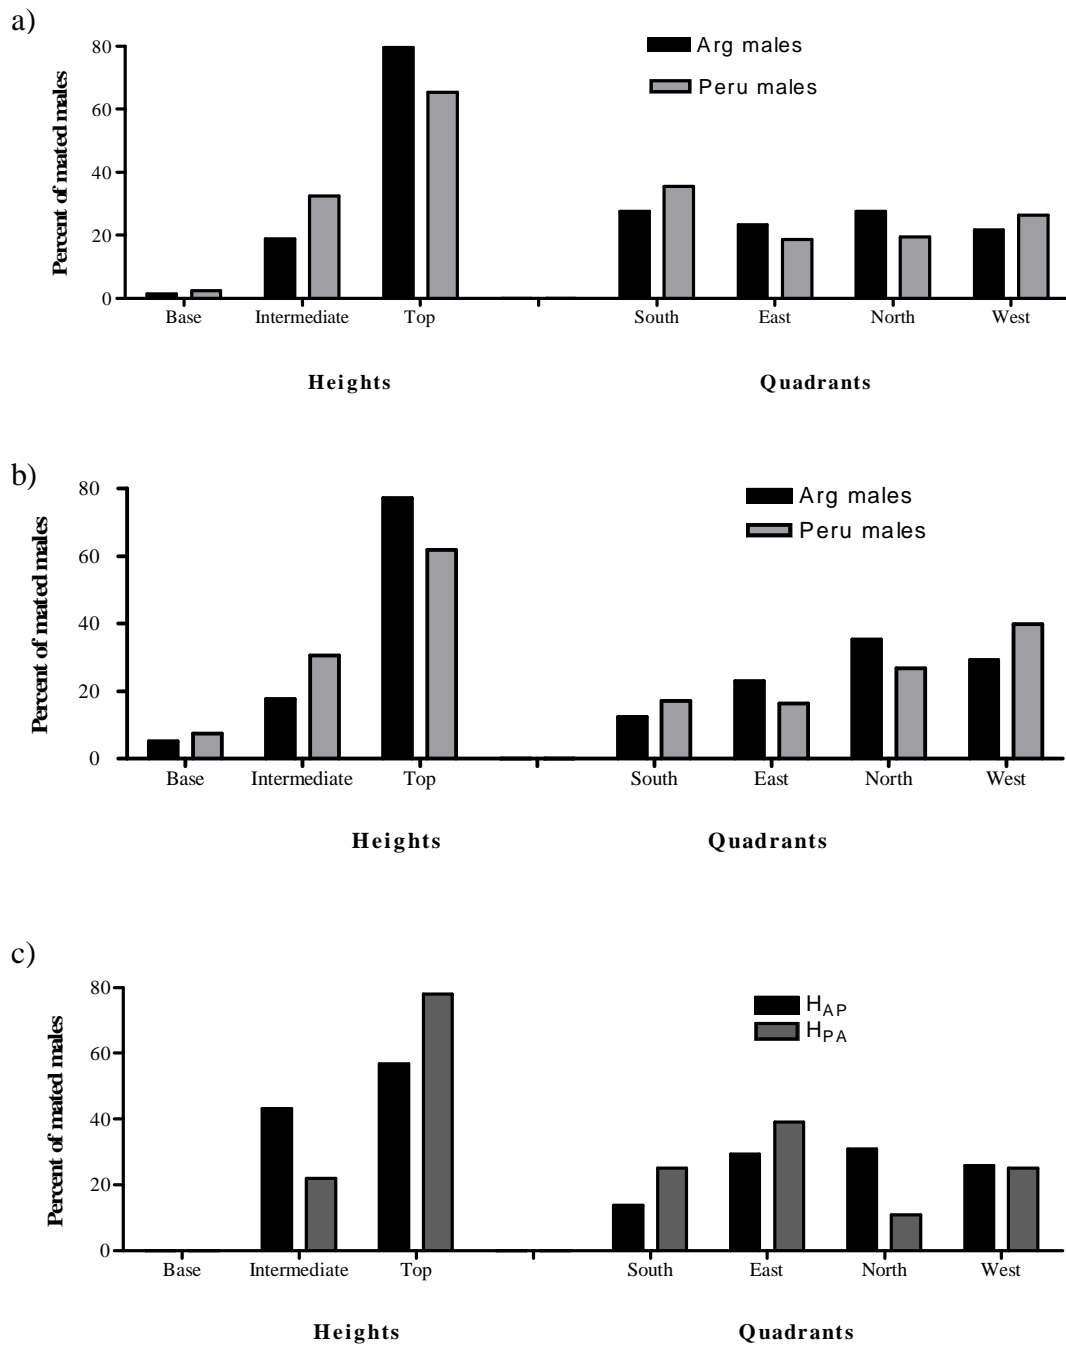 a)
80
60
40
20
0
Percent of mated males
Arg males
Peru males
Base Intermediate Top South East North West
Heights Quadrants
b)
80
60
40
20
0
Percent of mated males
Arg males
Peru males
Base Intermediate Top South East North West
Heights Quadrants
c)
80
60
40
20
0
Percent of mated males
HAP
HPA
Base Intermediate Top South East North West
Heights Quadrants